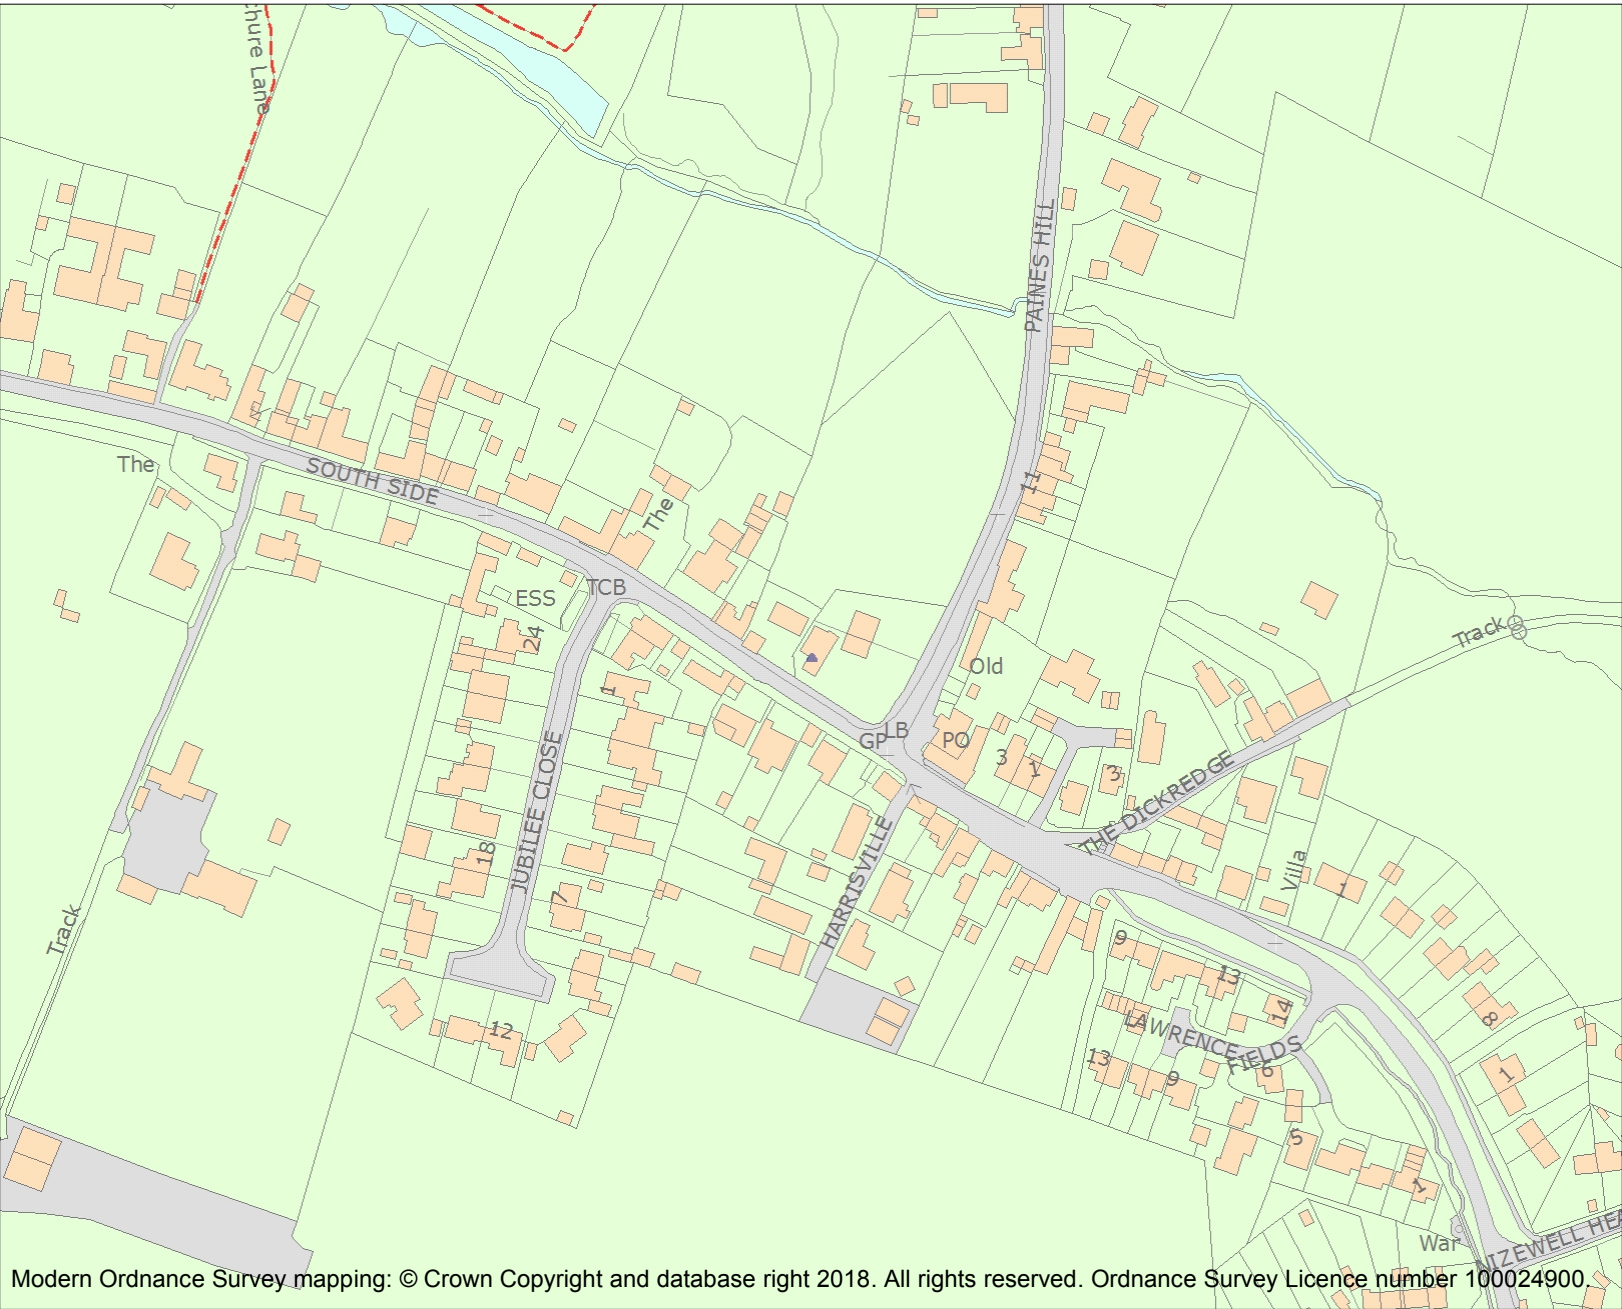 chure Lane
PAINES HILL
The
SOUTH SIDE
11
The
TCB
ESS
24
Track
Old
1
LB
GP
PO
3
1
3
THE DICKREDGE
JUBILEE CLOSE
18
HARRISVILLE
Villa
1
7
Track
9
13
14
8
12
LAWRENCE
FIELDS
13
9
6
1
5
1
War
NIZEWELL HEA
Modern Ordnance Survey mapping: © Crown Copyright and database right 2018. All rights reserved. Ordnance Survey Licence number 100024900.